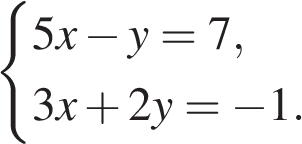 5x − y = 7,
3x + 2y = −1.